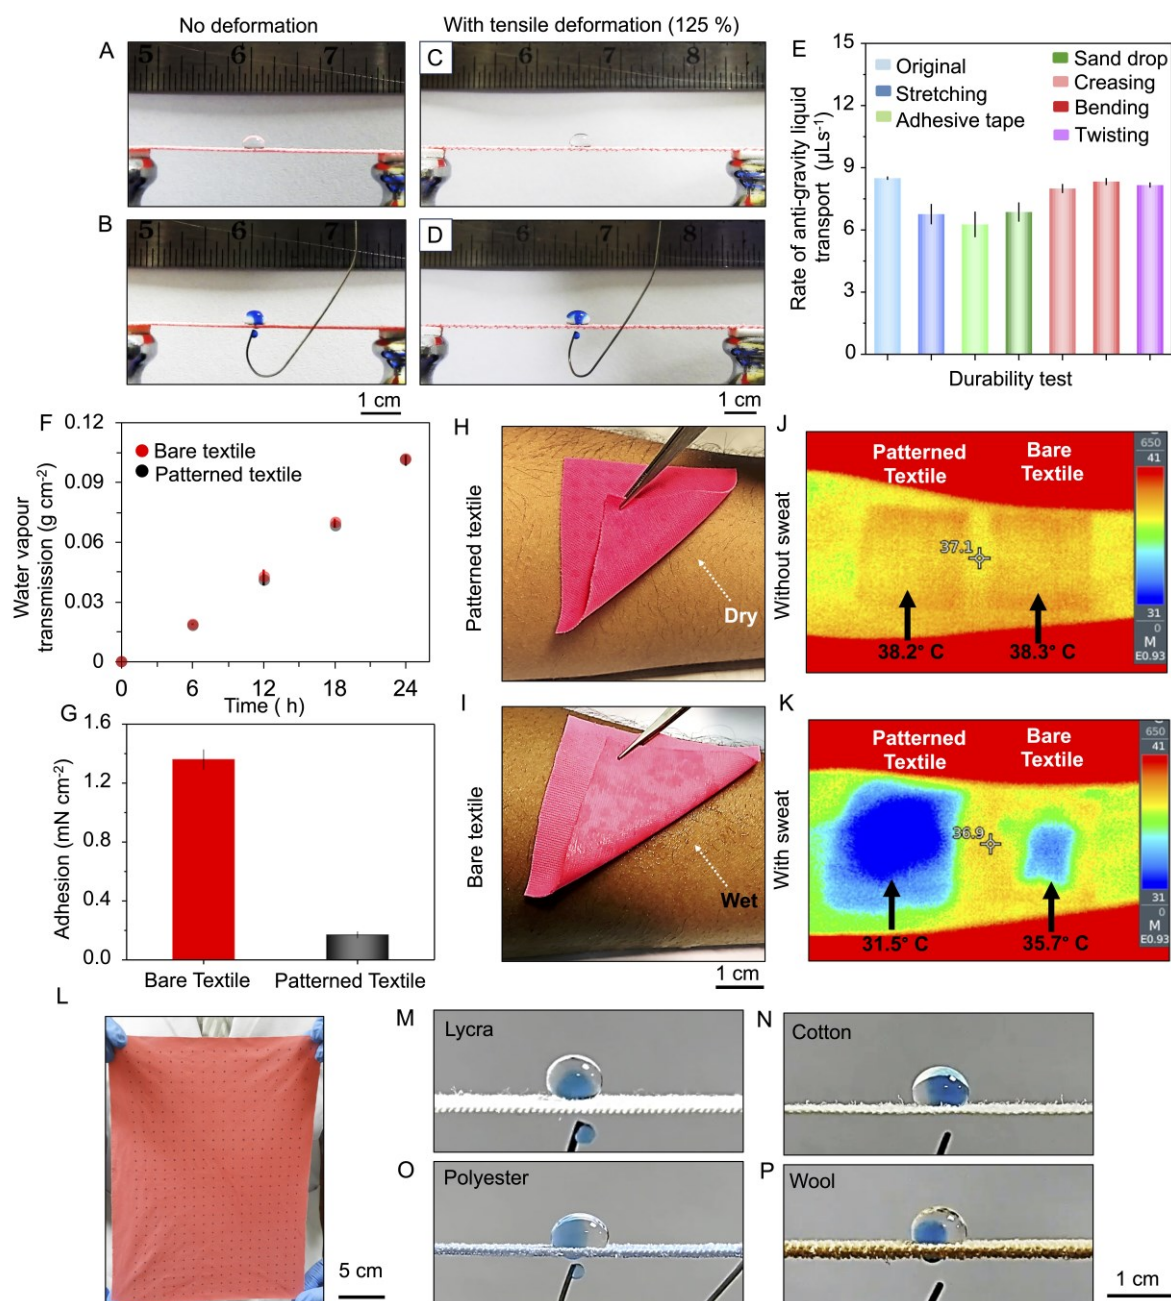 No deformation
With tensile deformation (125 %)
A
5
6
7
C
6
7
8
B
5
6
7
D
6
7
8
1 cm
1 cm
E
15
12
9
6
3
0
Rate of anti-gravity liquid
transport (µLs⁻¹)
Original
Stretching
Adhesive tape
Sand drop
Creasing
Bending
Twisting
Durability test
F
0.12
0.09
0.06
0.03
0
Water vapour
transmission (g cm⁻²)
Bare textile
Patterned textile
0
6
12
18
24
Time ( h)
G
1.6
1.2
0.8
0.4
0.0
Adhesion (mN cm⁻²)
Bare Textile
Patterned Textile
H
Patterned textile
Dry
I
Bare textile
Wet
1 cm
J
Without sweat
Patterned
Textile
Bare
Textile
37.1
38.2° C
38.3° C
650
41
31
0
M
E0.93
K
With sweat
Patterned
Textile
Bare
Textile
36.9
31.5° C
35.7° C
650
41
31
0
M
E0.93
L
5 cm
M
Lycra
N
Cotton
O
Polyester
P
Wool
1 cm